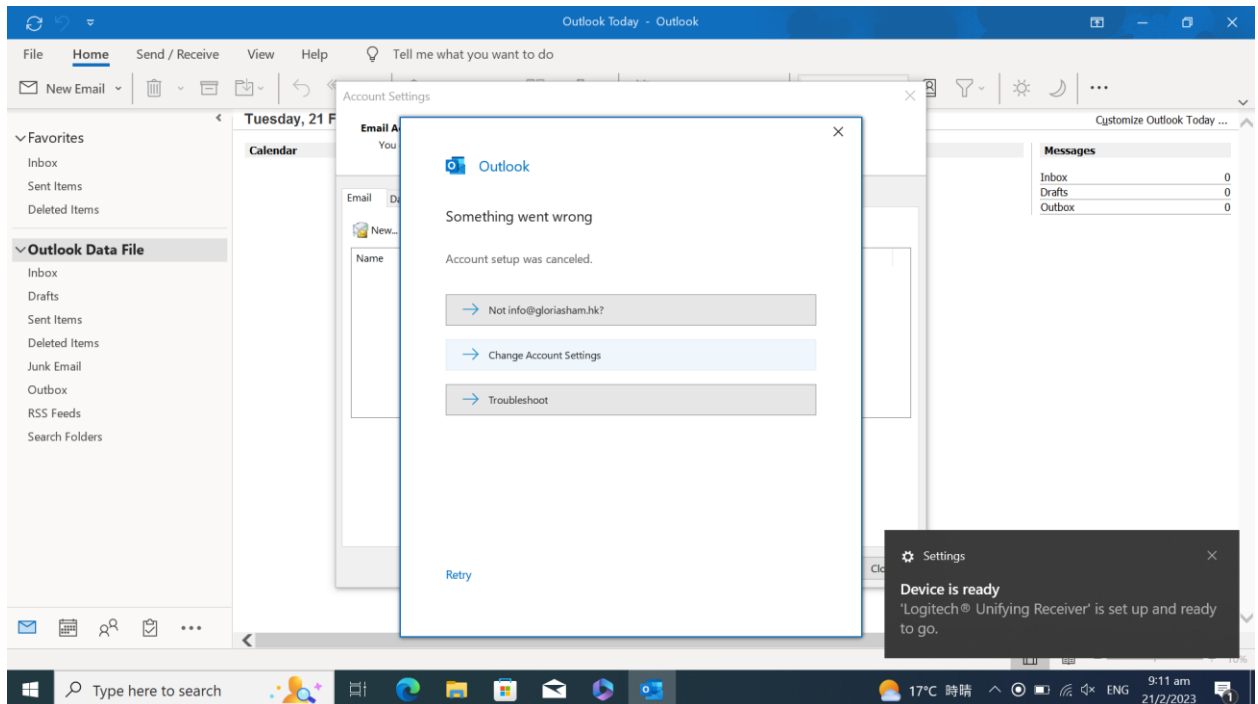 Outlook Today - Outlook
File Home Send / Receive View Help Tell me what you want to do
New Email
Account Settings
Tuesday, 21 F
Customize Outlook Today ...
Favorites
Inbox
Sent Items
Deleted Items
Outlook Data File
Inbox
Drafts
Sent Items
Deleted Items
Junk Email
Outbox
RSS Feeds
Search Folders
Calendar
Email A
You
Email Da
New...
Name
Outlook
Something went wrong
Account setup was canceled.
Not info@gloriasham.hk?
Change Account Settings
Troubleshoot
Retry
Messages
Inbox 0
Drafts 0
Outbox 0
Clo
Settings
Device is ready
'Logitech® Unifying Receiver' is set up and ready
to go.
10%
Type here to search
17°C 時晴
ENG
9:11 am
21/2/2023
1